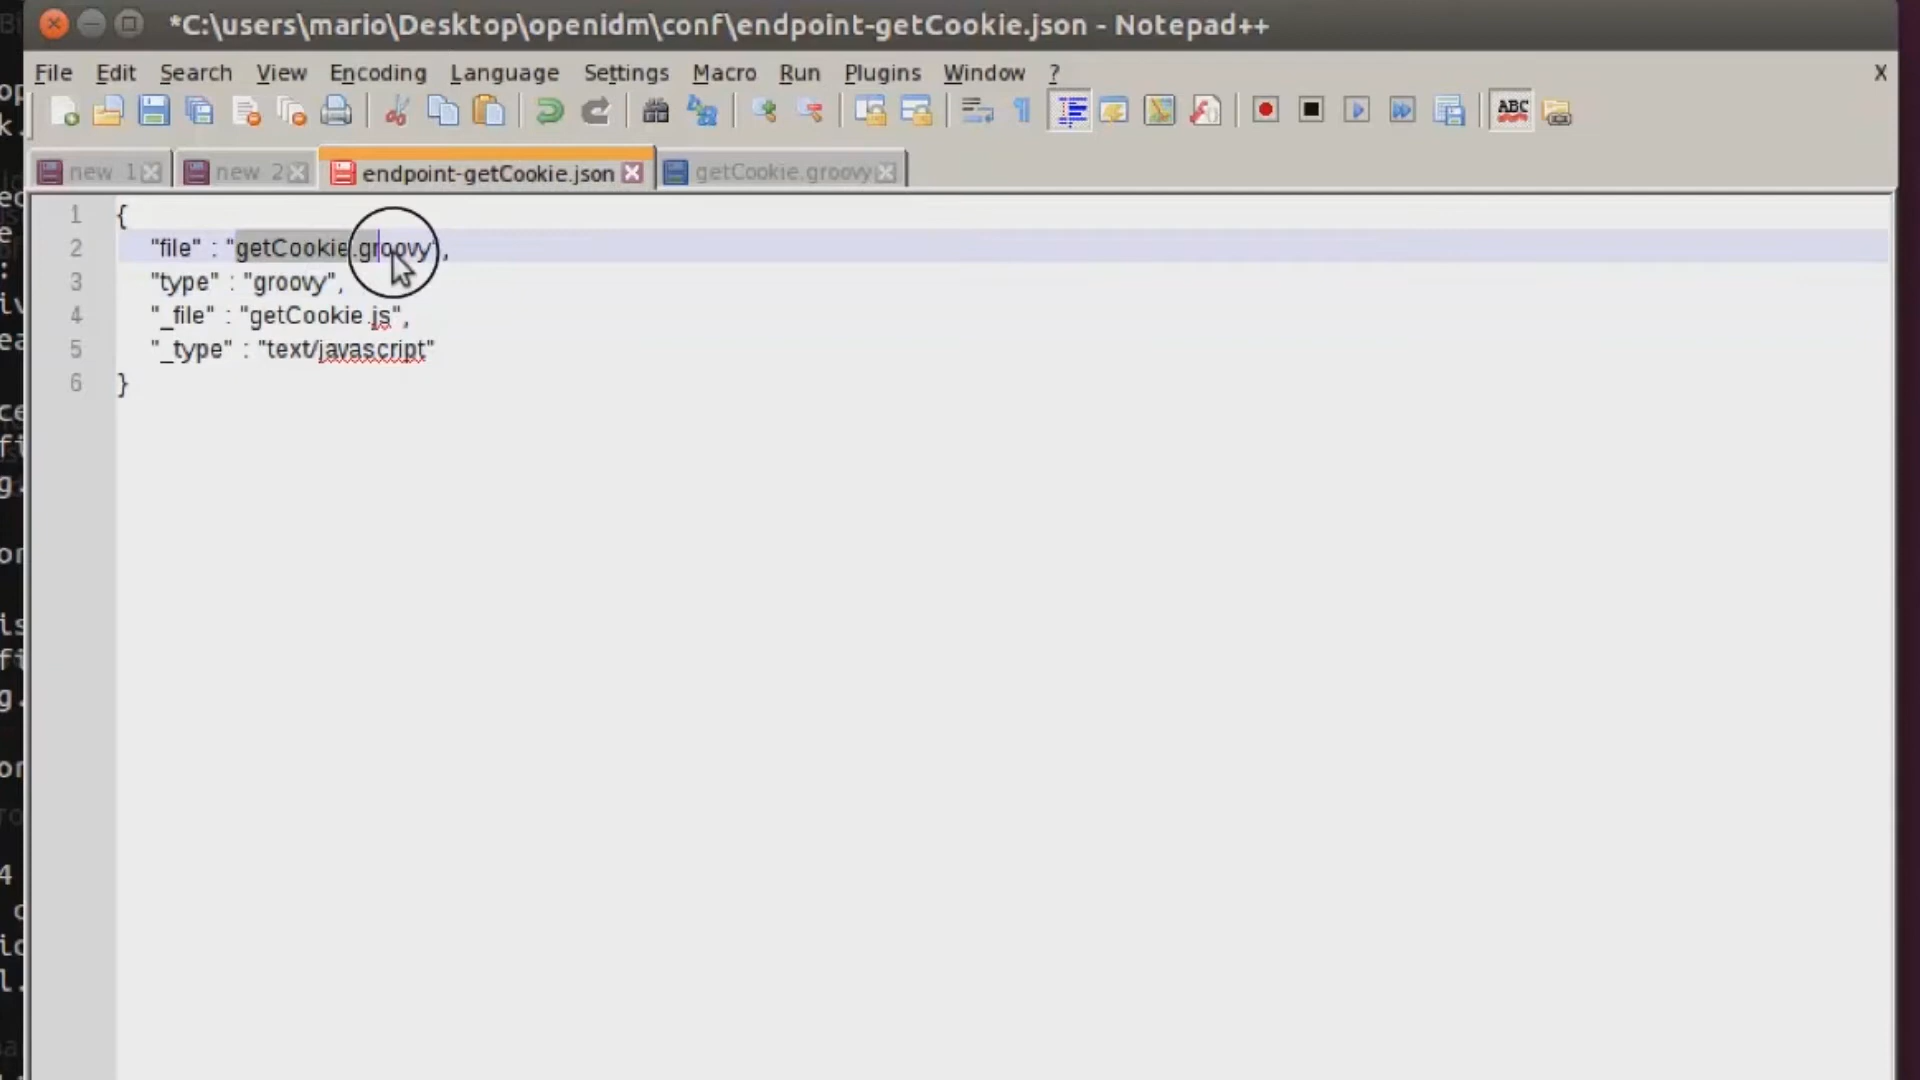 *C:\users\mario\Desktop\openidm\conf\endpoint-getCookie.json - Notepad++
File Edit Search View Encoding Language Settings Macro Run Plugins Window ? X
ABC
new 1 new 2 endpoint-getCookie.json getCookie.groovy
1 {
2 "file" : "getCookie.groovy",
3 "type" : "groovy",
4 "_file" : "getCookie.js",
5 "_type" : "text/javascript"
6 }